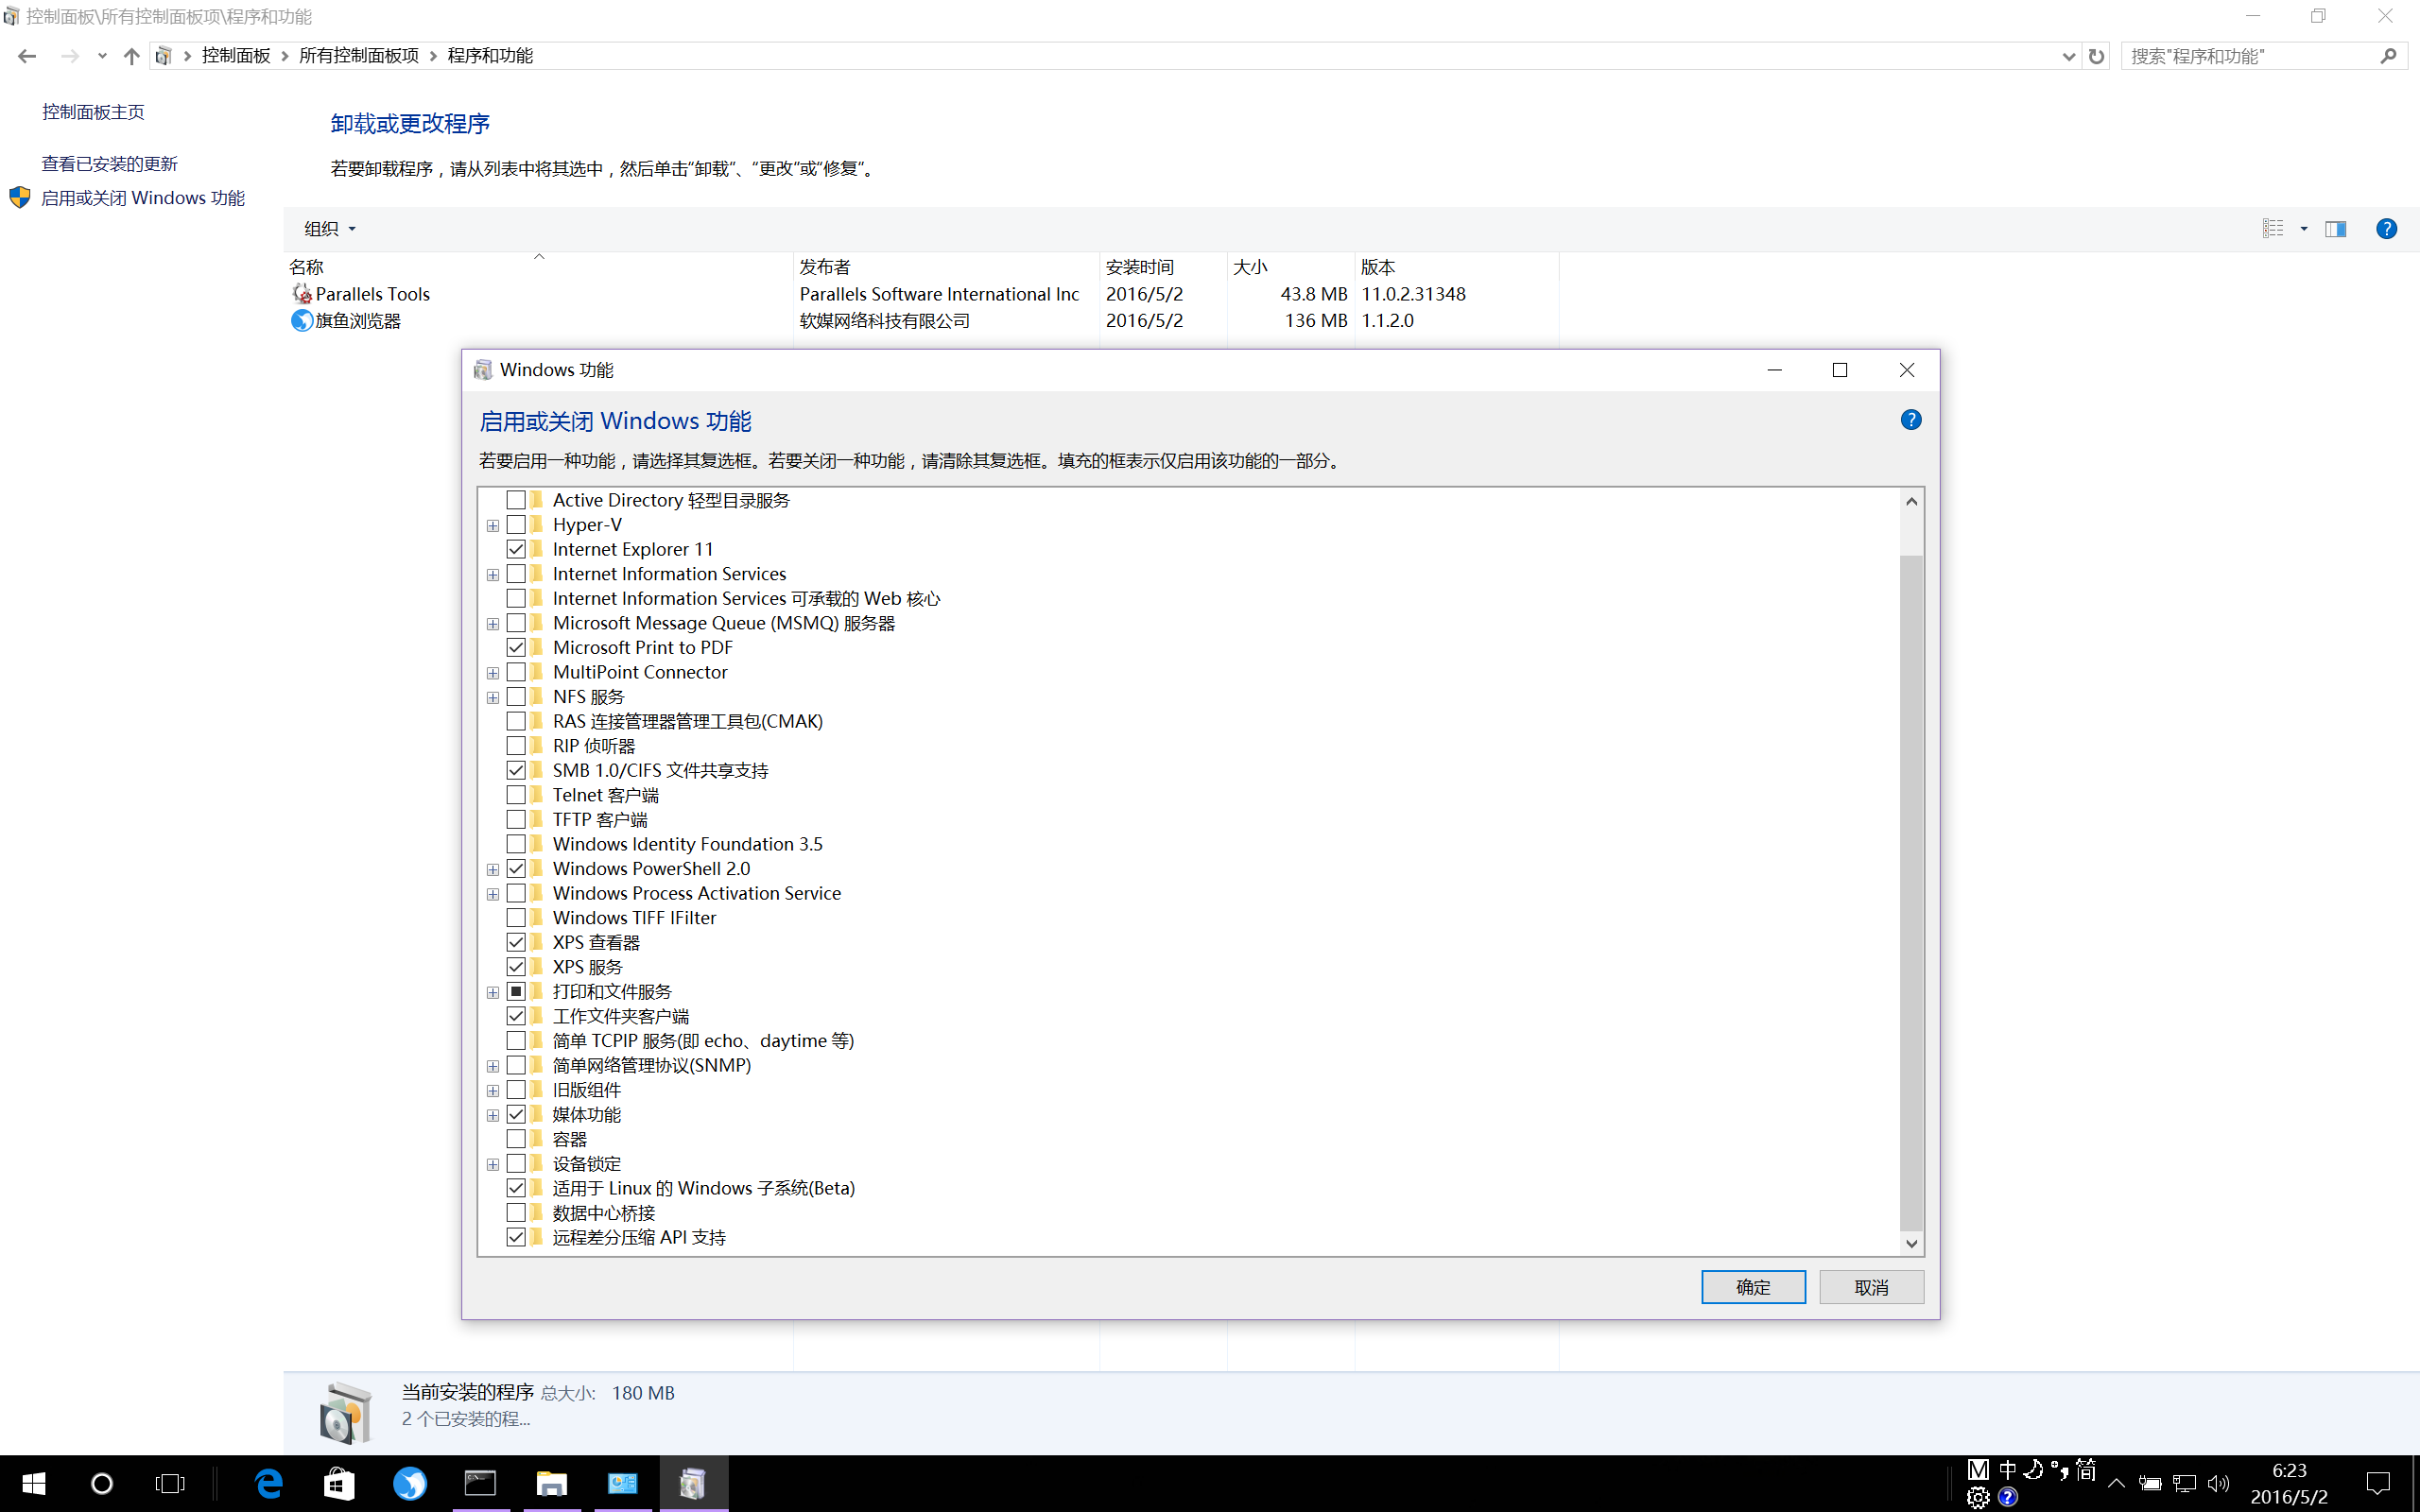 控制面板\所有控制面板项\程序和功能
控制面板 › 所有控制面板项 › 程序和功能
搜索"程序和功能"
控制面板主页
查看已安装的更新
启用或关闭 Windows 功能
卸载或更改程序
若要卸载程序，请从列表中将其选中，然后单击“卸载”、“更改”或“修复”。
组织
名称 发布者 安装时间 大小 版本
Parallels Tools Parallels Software International Inc 2016/5/2 43.8 MB 11.0.2.31348
旗鱼浏览器 软媒网络科技有限公司 2016/5/2 136 MB 1.1.2.0
Windows 功能
启用或关闭 Windows 功能
若要启用一种功能，请选择其复选框。若要关闭一种功能，请清除其复选框。填充的框表示仅启用该功能的一部分。
Active Directory 轻型目录服务
Hyper-V
Internet Explorer 11
Internet Information Services
Internet Information Services 可承载的 Web 核心
Microsoft Message Queue (MSMQ) 服务器
Microsoft Print to PDF
MultiPoint Connector
NFS 服务
RAS 连接管理器管理工具包(CMAK)
RIP 侦听器
SMB 1.0/CIFS 文件共享支持
Telnet 客户端
TFTP 客户端
Windows Identity Foundation 3.5
Windows PowerShell 2.0
Windows Process Activation Service
Windows TIFF IFilter
XPS 查看器
XPS 服务
打印和文件服务
工作文件夹客户端
简单 TCPIP 服务(即 echo、daytime 等)
简单网络管理协议(SNMP)
旧版组件
媒体功能
容器
设备锁定
适用于 Linux 的 Windows 子系统(Beta)
数据中心桥接
远程差分压缩 API 支持
确定 取消
当前安装的程序 总大小: 180 MB
2 个已安装的程...
M 中 简
6:23
2016/5/2